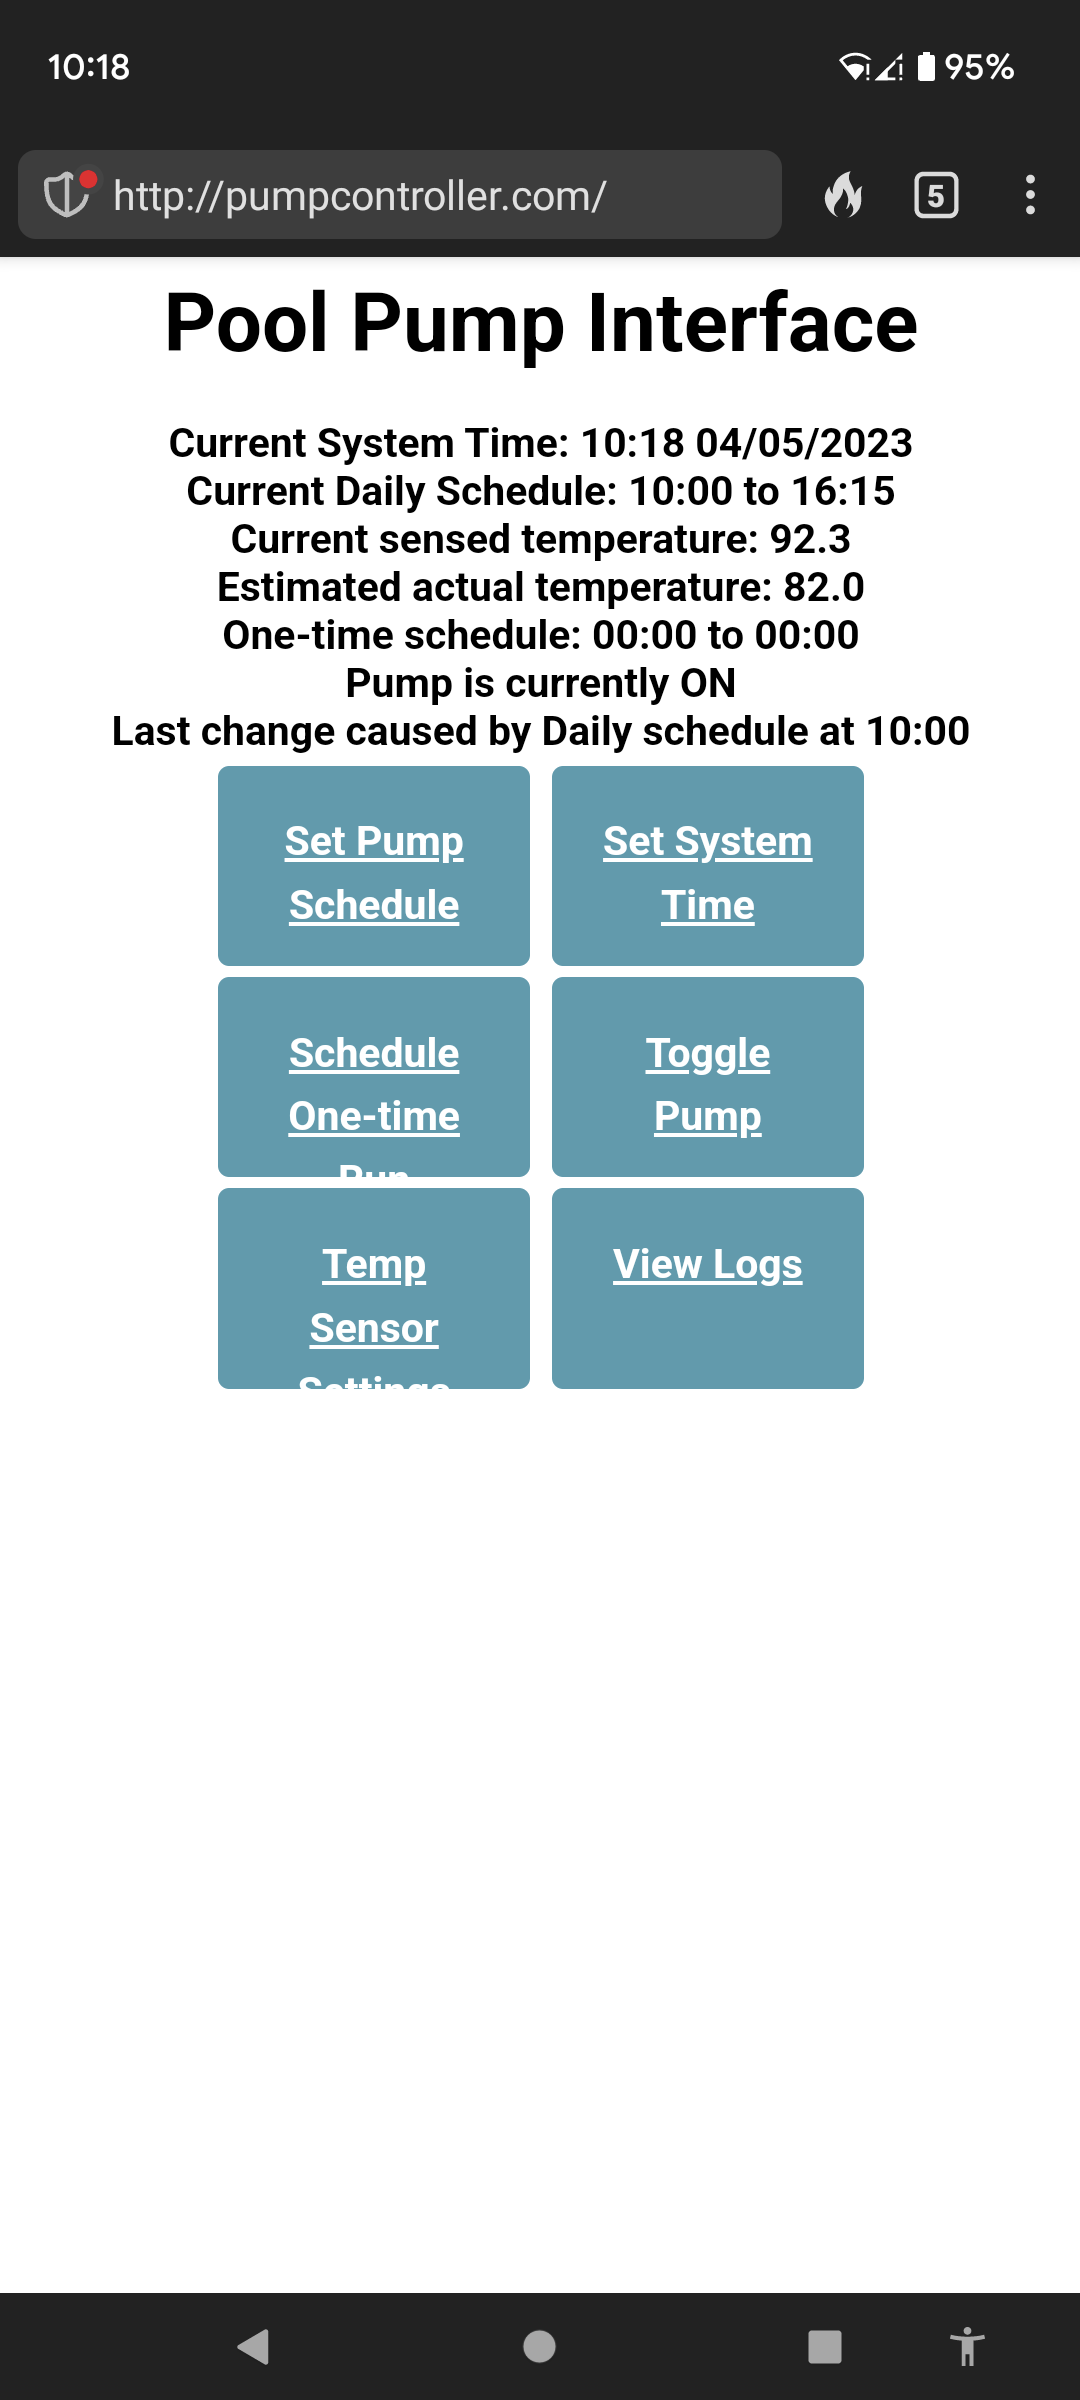 10:18
95%
http://pumpcontroller.com/
5
Pool Pump Interface
Current System Time: 10:18 04/05/2023
Current Daily Schedule: 10:00 to 16:15
Current sensed temperature: 92.3
Estimated actual temperature: 82.0
One-time schedule: 00:00 to 00:00
Pump is currently ON
Last change caused by Daily schedule at 10:00
Set Pump
Schedule
Set System
Time
Schedule
One-time
Run
Toggle
Pump
Temp
Sensor
Settings
View Logs